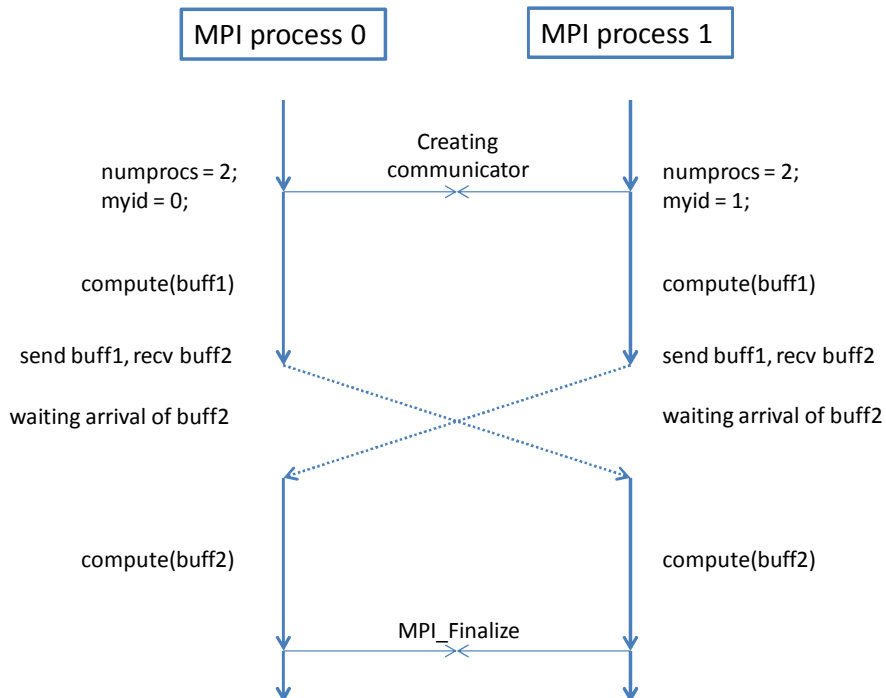 MPI process 0
MPI process 1
Creating
communicator
numprocs = 2;
myid = 0;
numprocs = 2;
myid = 1;
compute(buff1)
compute(buff1)
send buff1, recv buff2
send buff1, recv buff2
waiting arrival of buff2
waiting arrival of buff2
compute(buff2)
compute(buff2)
MPI_Finalize